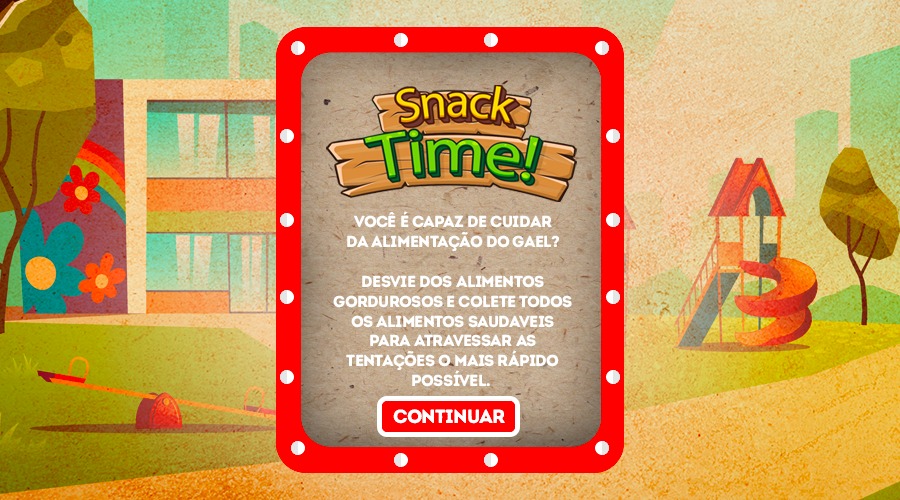 Snack
Time!
VOCÊ É CAPAZ DE CUIDAR
DA ALIMENTAÇÃO DO GAEL?
DESVIE DOS ALIMENTOS
GORDUROSOS E COLETE TODOS
OS ALIMENTOS SAUDAVEIS
PARA ATRAVESSAR AS
TENTAÇÕES O MAIS RÁPIDO
POSSÍVEL.
CONTINUAR